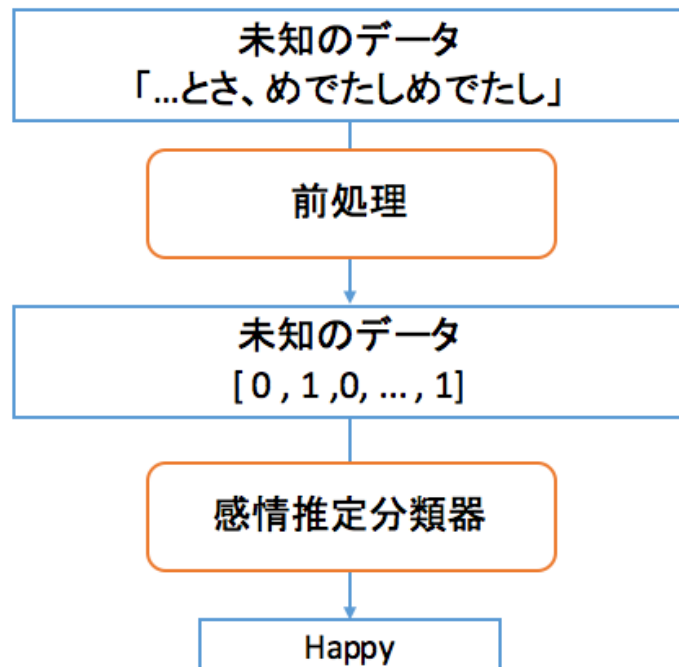 未知のデータ
「…とさ、めでたしめでたし」
前処理
未知のデータ
[ 0 , 1 ,0, … , 1]
感情推定分類器
Happy